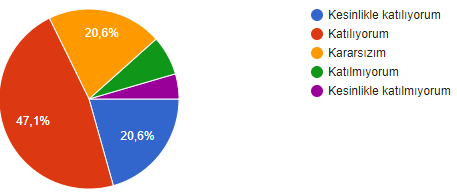 20,6%
47,1%
20,6%
Kesinlikle katılıyorum
Katılıyorum
Kararsızım
Katılmıyorum
Kesinlikle katılmıyorum